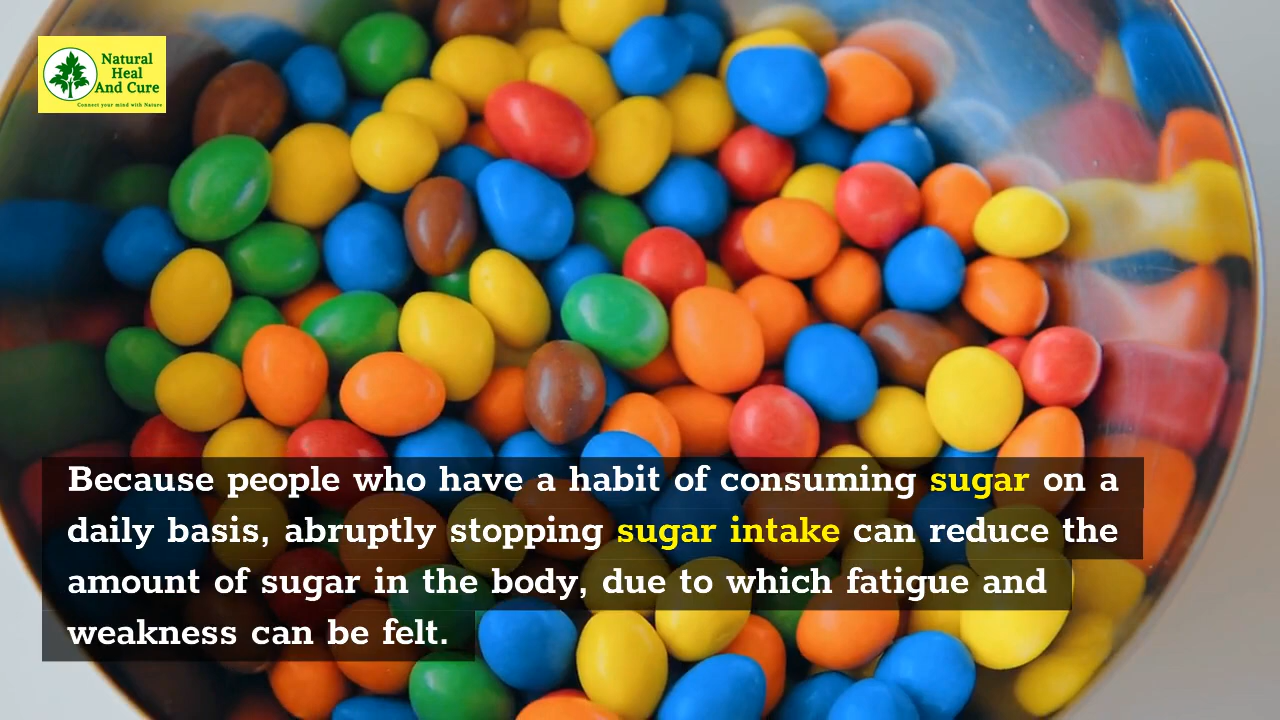 Natural
Heal
And Cure
Connect your mind with Nature
Because people who have a habit of consuming sugar on a
daily basis, abruptly stopping sugar intake can reduce the
amount of sugar in the body, due to which fatigue and
weakness can be felt.